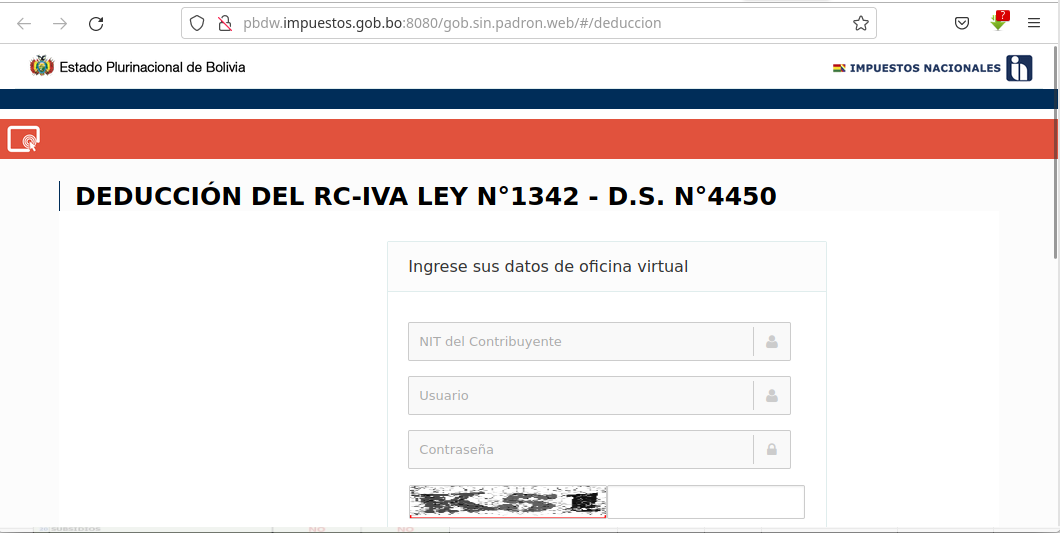 pbdw.impuestos.gob.bo:8080/gob.sin.padron.web/#/deduccion
?
Estado Plurinacional de Bolivia
IMPUESTOS NACIONALES
DEDUCCIÓN DEL RC-IVA LEY N°1342 - D.S. N°4450
Ingrese sus datos de oficina virtual
NIT del Contribuyente
Usuario
Contraseña